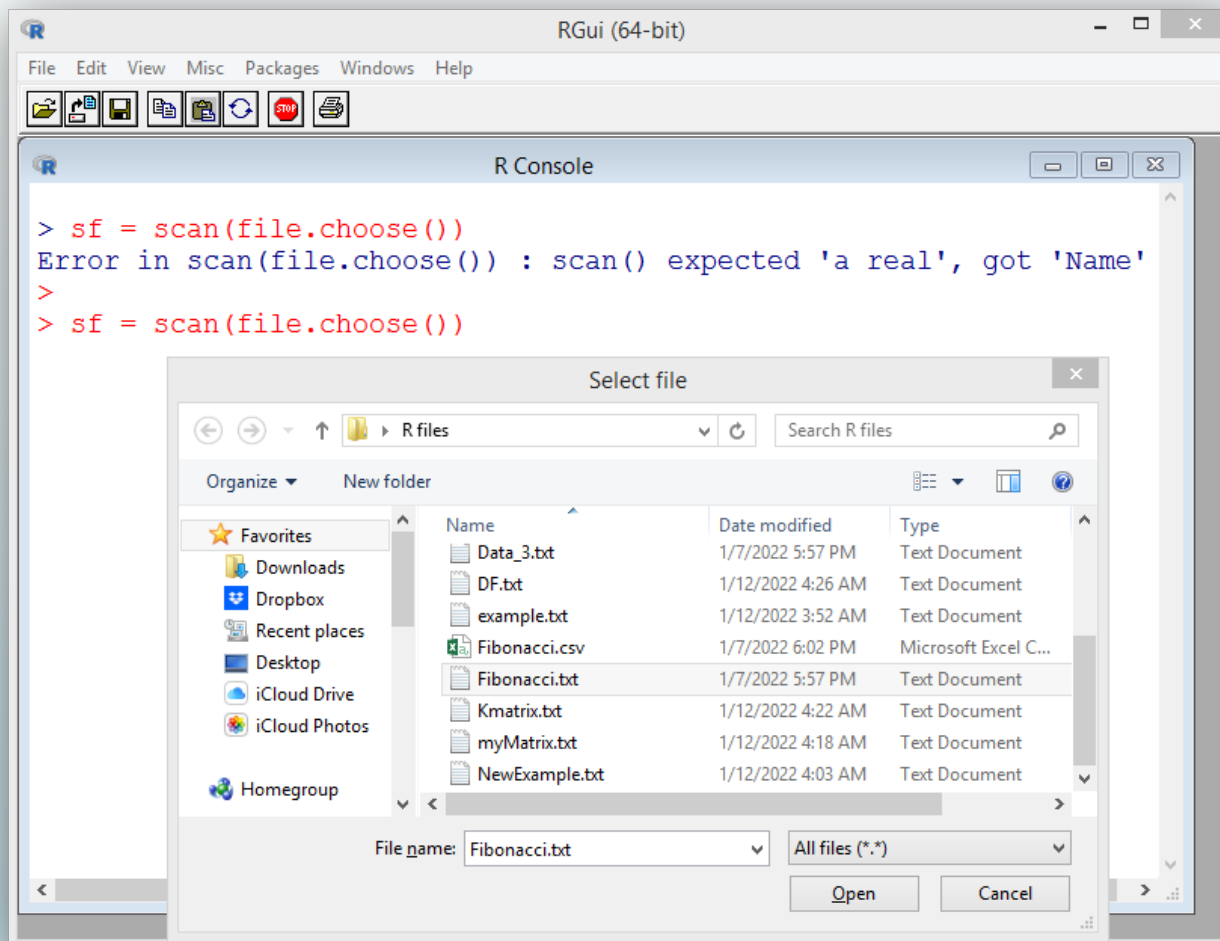 RGui (64-bit)
File Edit View Misc Packages Windows Help
STOP
R Console
> sf = scan(file.choose())
Error in scan(file.choose()) : scan() expected 'a real', got 'Name'
>
> sf = scan(file.choose())
Select file
R files
Search R files
Organize New folder
Favorites
Downloads
Dropbox
Recent places
Desktop
iCloud Drive
iCloud Photos
Homegroup
Name Date modified Type
Data_3.txt 1/7/2022 5:57 PM Text Document
DF.txt 1/12/2022 4:26 AM Text Document
example.txt 1/12/2022 3:52 AM Text Document
Fibonacci.csv 1/7/2022 6:02 PM Microsoft Excel C...
Fibonacci.txt 1/7/2022 5:57 PM Text Document
Kmatrix.txt 1/12/2022 4:22 AM Text Document
myMatrix.txt 1/12/2022 4:18 AM Text Document
NewExample.txt 1/12/2022 4:03 AM Text Document
File name: Fibonacci.txt All files (*.*)
Open Cancel